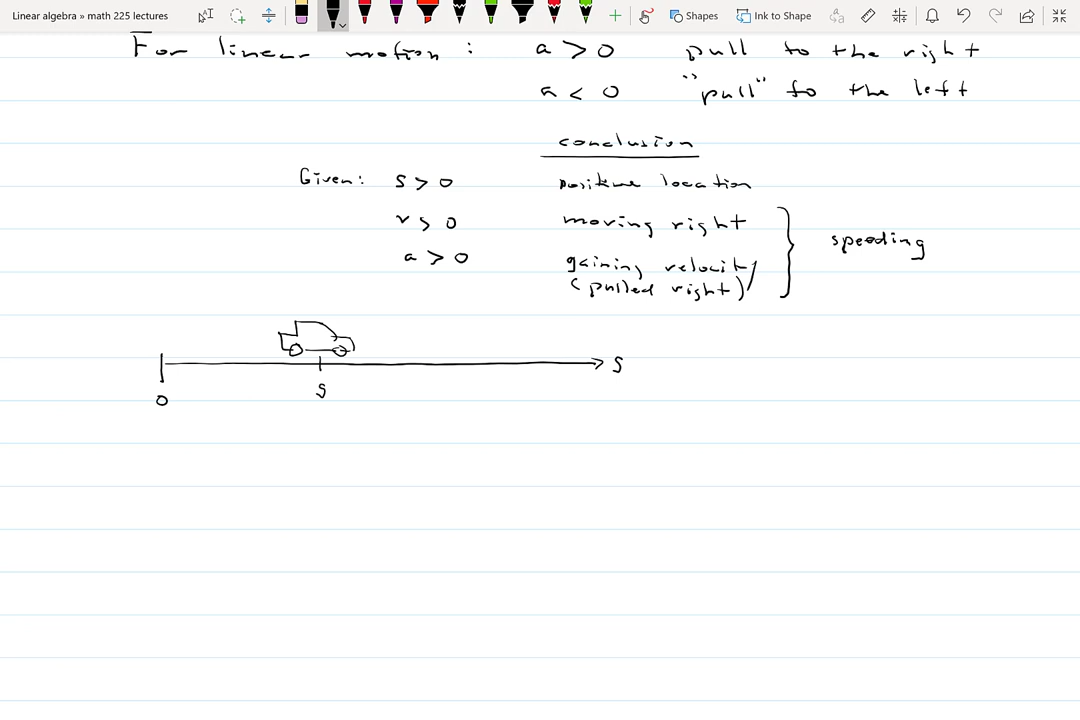 Linear algebra » math 225 lectures
Shapes
Ink to Shape
For linear motion : a > 0 pull to the right
a < 0 "pull" to the left
conclusion
Given: s > 0 positive location
v > 0 moving right
speeding
a > 0 gaining velocity
(pulled right)
s
0 s